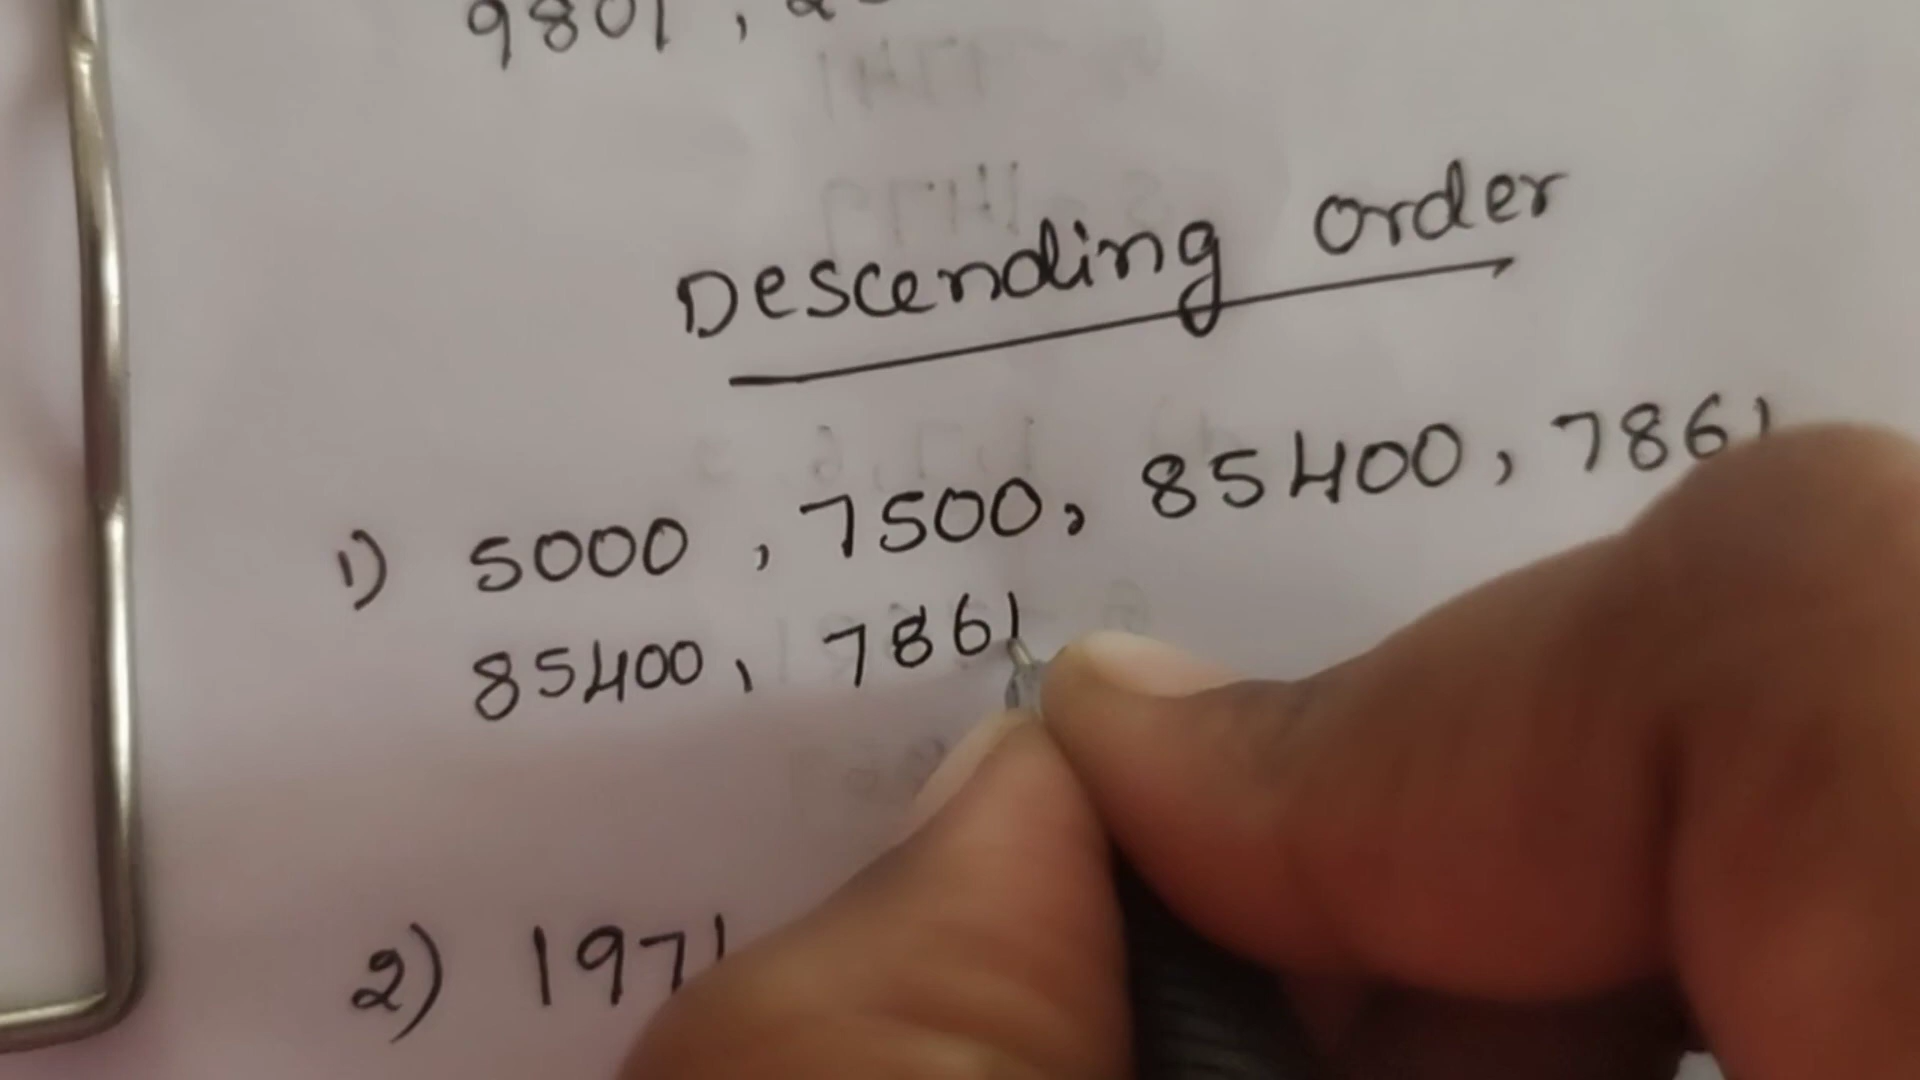 9801,
Descending order
1) 5000, 7500, 85400, 7861
85400, 7861
2) 1971